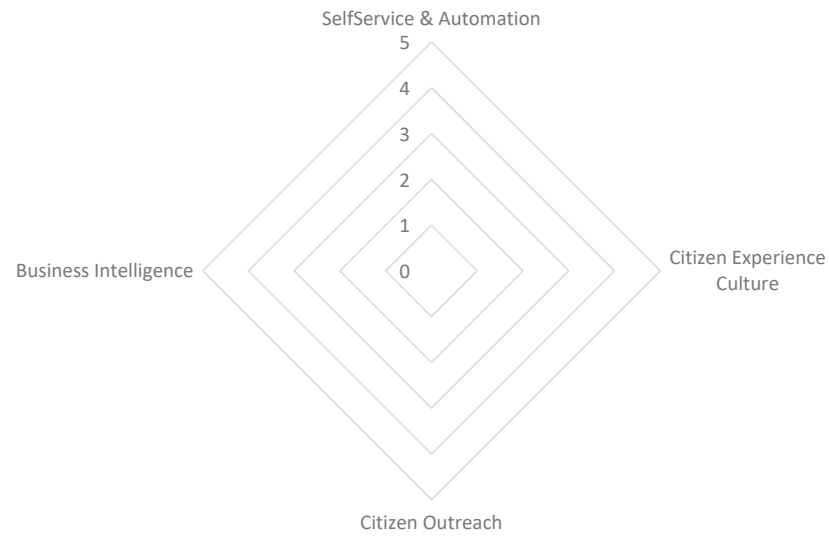 SelfService & Automation
5
4
3
2
1
0
Business Intelligence
Citizen Experience
Culture
Citizen Outreach